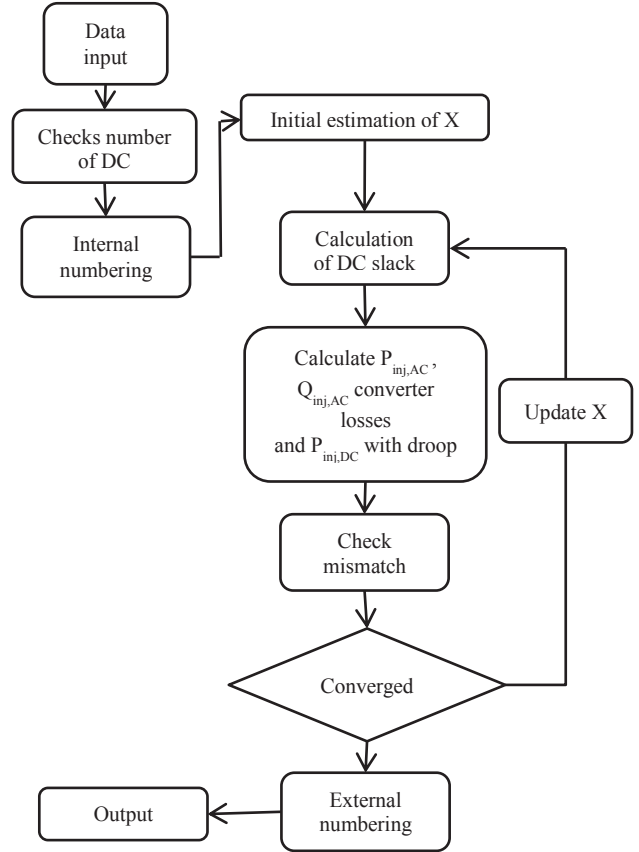 Data
input
Checks number
of DC
Internal
numbering
Initial estimation of X
Calculation
of DC slack
Calculate P_inj,AC ,
Q_inj,AC converter
losses
and P_inj,DC with droop
Update X
Check
mismatch
Converged
External
numbering
Output